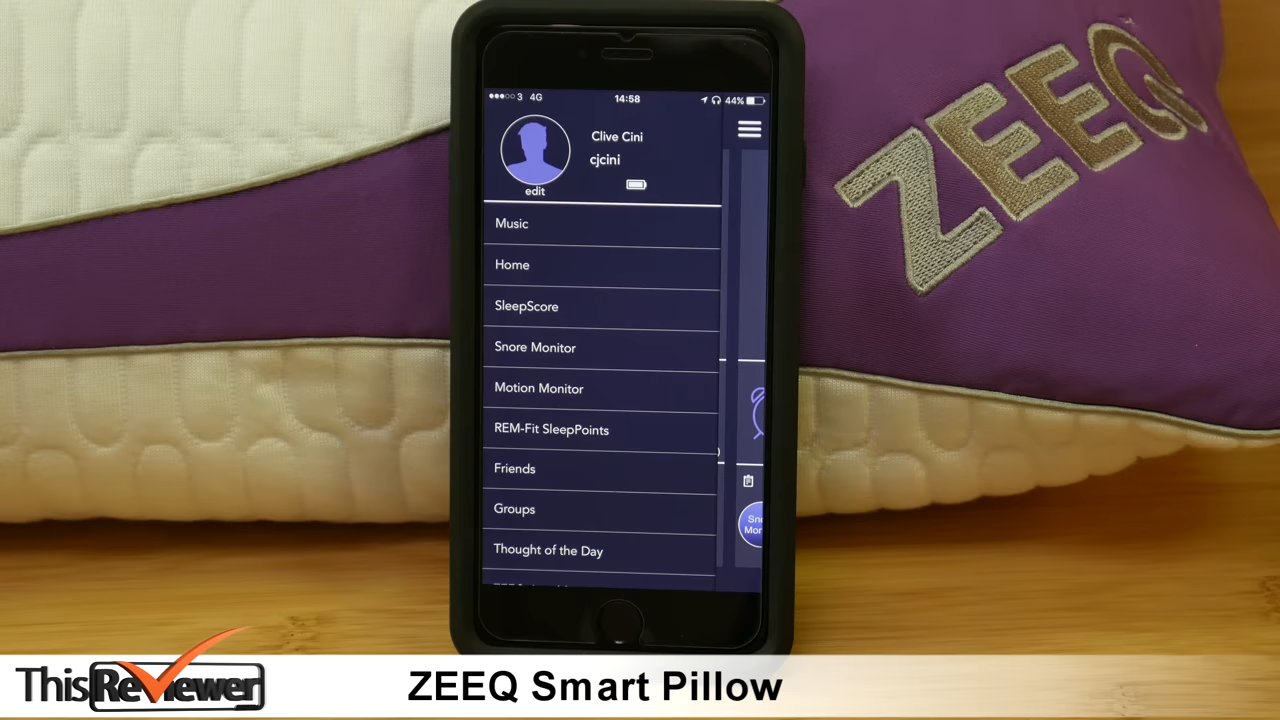 3 4G 14:58 44%
Clive Cini
cjcini
edit
Music
Home
SleepScore
Snore Monitor
Motion Monitor
REM-Fit SleepPoints
Friends
Groups
Thought of the Day
ZEEQ
ThisReviewer
ZEEQ Smart Pillow